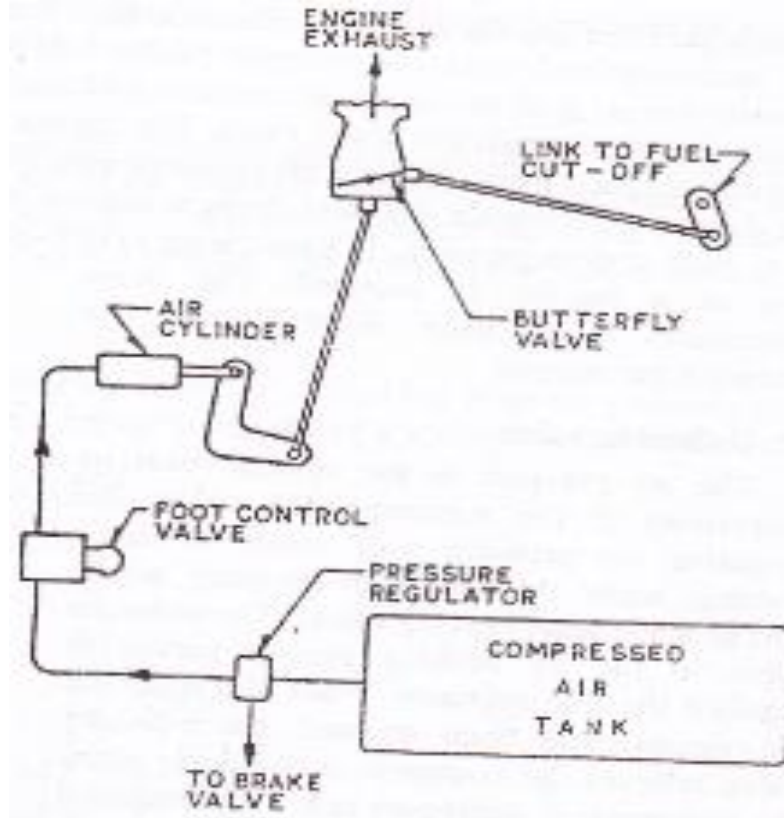 ENGINE
EXHAUST
LINK TO FUEL
CUT-OFF
AIR
CYLINDER
BUTTERFLY
VALVE
FOOT CONTROL
VALVE
PRESSURE
REGULATOR
COMPRESSED
AIR
TANK
TO BRAKE
VALVE